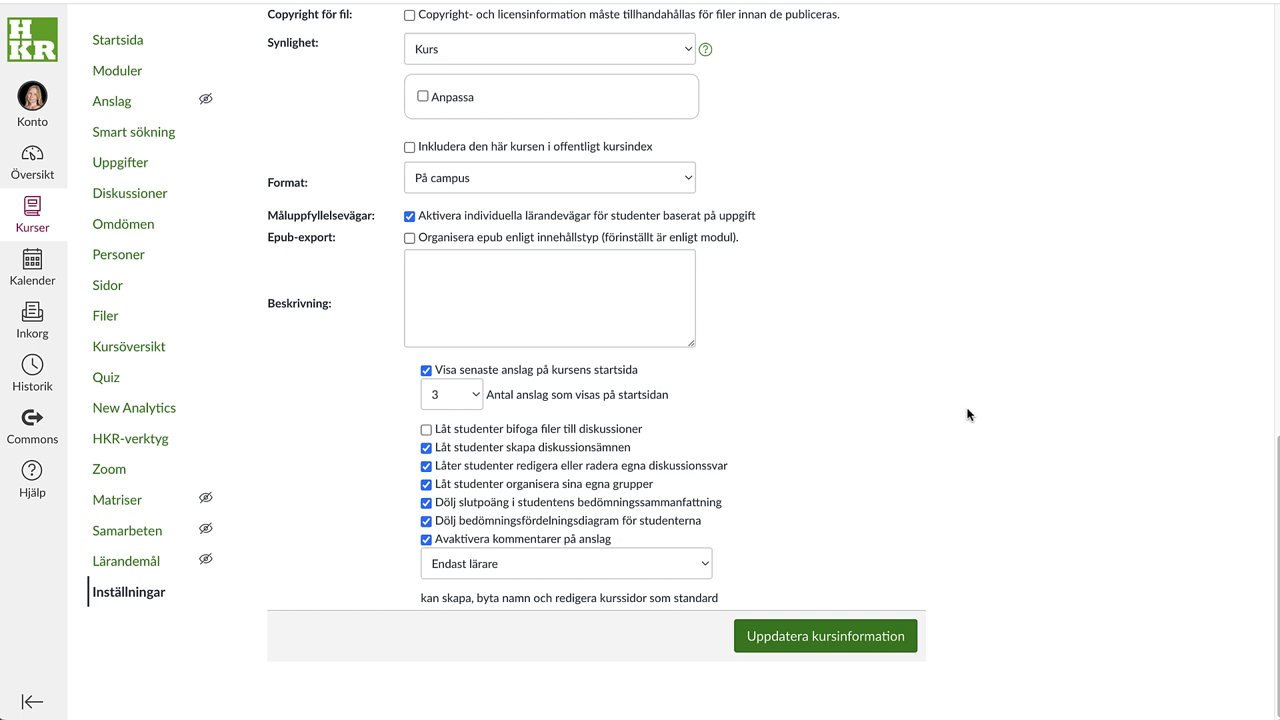 HKR
Konto
Översikt
Kurser
Kalender
Inkorg
Historik
Commons
Hjälp
Startsida
Moduler
Anslag
Smart sökning
Uppgifter
Diskussioner
Omdömen
Personer
Sidor
Filer
Kursöversikt
Quiz
New Analytics
HKR-verktyg
Zoom
Matriser
Samarbeten
Lärandemål
Inställningar
Copyright för fil: Copyright- och licensinformation måste tillhandahållas för filer innan de publiceras.
Synlighet: Kurs ?
Anpassa
Inkludera den här kursen i offentligt kursindex
Format: På campus
Måluppfyllelsevägar: Aktivera individuella lärandevägar för studenter baserat på uppgift
Epub-export: Organisera epub enligt innehållstyp (förinställt är enligt modul).
Beskrivning:
Visa senaste anslag på kursens startsida
3 Antal anslag som visas på startsidan
Låt studenter bifoga filer till diskussioner
Låt studenter skapa diskussionsämnen
Låter studenter redigera eller radera egna diskussionssvar
Låt studenter organisera sina egna grupper
Dölj slutpoäng i studentens bedömningssammanfattning
Dölj bedömningsfördelningsdiagram för studenterna
Avaktivera kommentarer på anslag
Endast lärare
kan skapa, byta namn och redigera kurssidor som standard
Uppdatera kursinformation